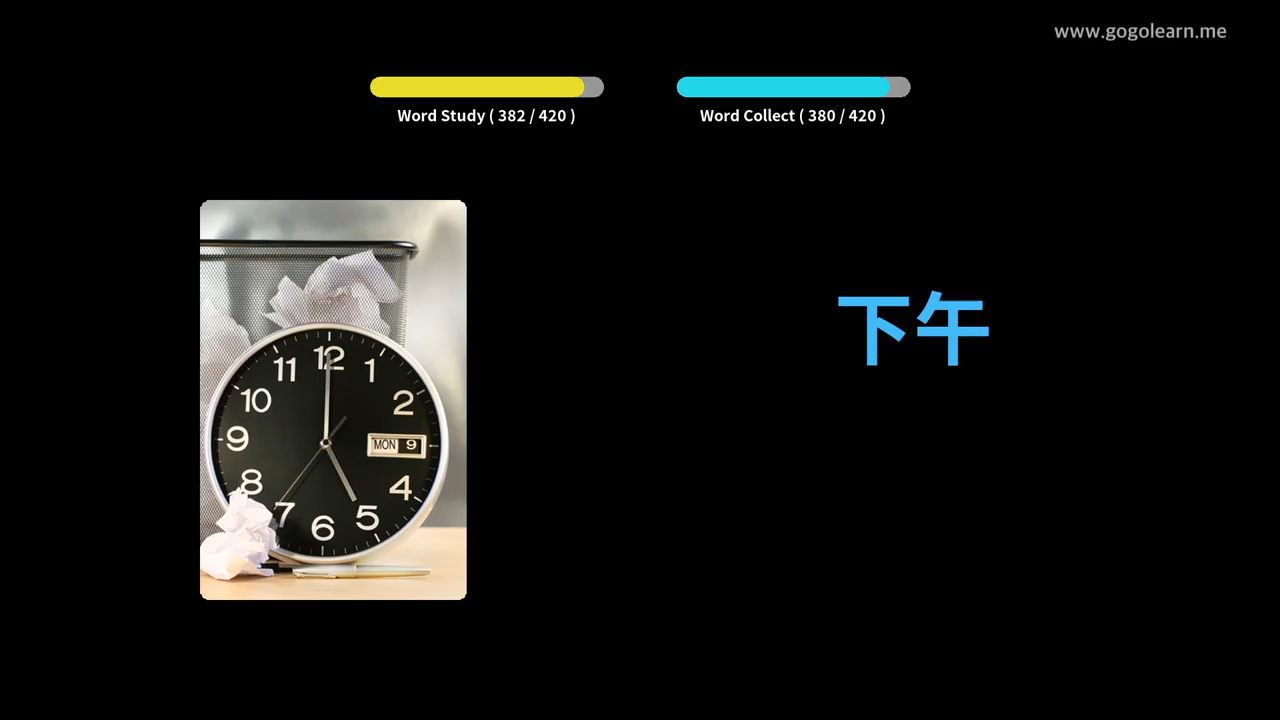 www.gogolearn.me
Word Study ( 382 / 420 )
Word Collect ( 380 / 420 )
下午
12
11
1
10
2
9
MON 9
8
4
7
5
6